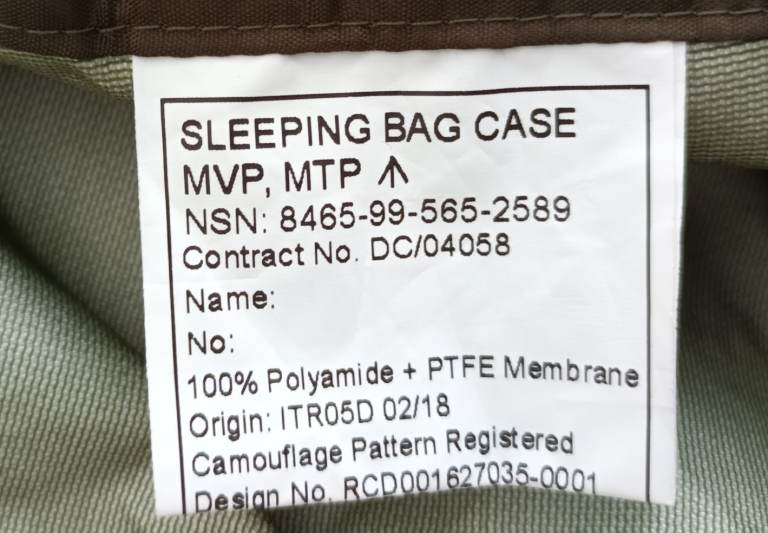 SLEEPING BAG CASE
MVP, MTP
NSN: 8465-99-565-2589
Contract No. DC/04058
Name:
No:
100% Polyamide + PTFE Membrane
Origin: ITR05D 02/18
Camouflage Pattern Registered
Design No. RCD001627035-0001